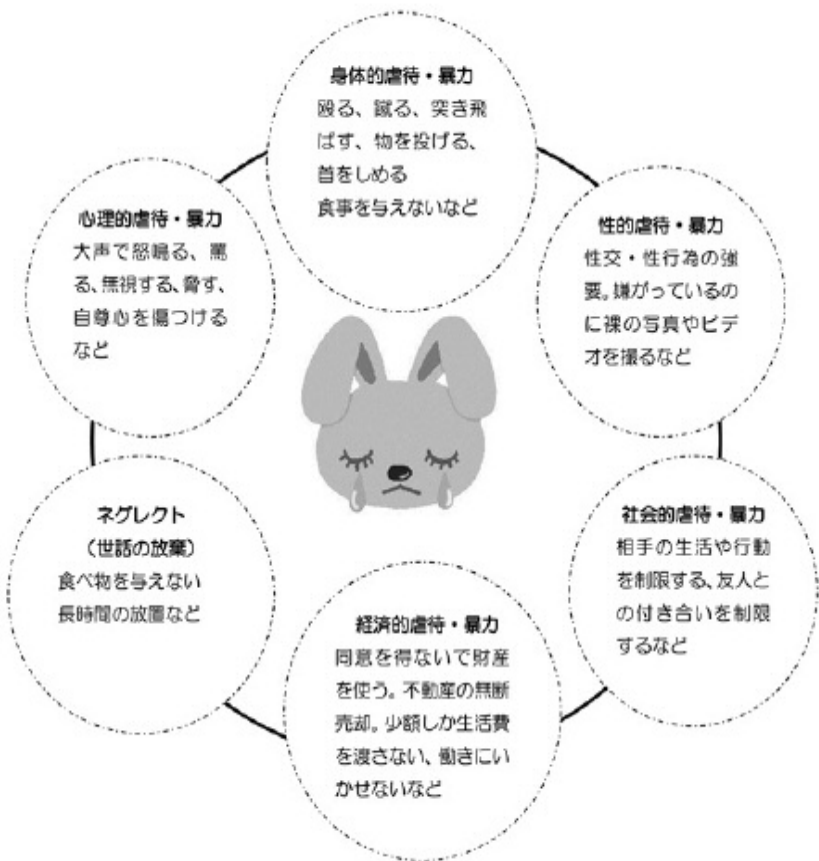 身体的虐待・暴力
殴る、蹴る、突き飛
ばす、物を投げる、
首をしめる
食事を与えないなど
心理的虐待・暴力
大声で怒鳴る、罵
る、無視する、脅す、
自尊心を傷つける
など
性的虐待・暴力
性交・性行為の強
要。嫌がっているの
に裸の写真やビデ
オを撮るなど
ネグレクト
（世話の放棄）
食べ物を与えない
長時間の放置など
社会的虐待・暴力
相手の生活や行動
を制限する、友人と
の付き合いを制限
するなど
経済的虐待・暴力
同意を得ないで財産
を使う。不動産の無断
売却。少額しか生活費
を渡さない、働きにい
かせないなど